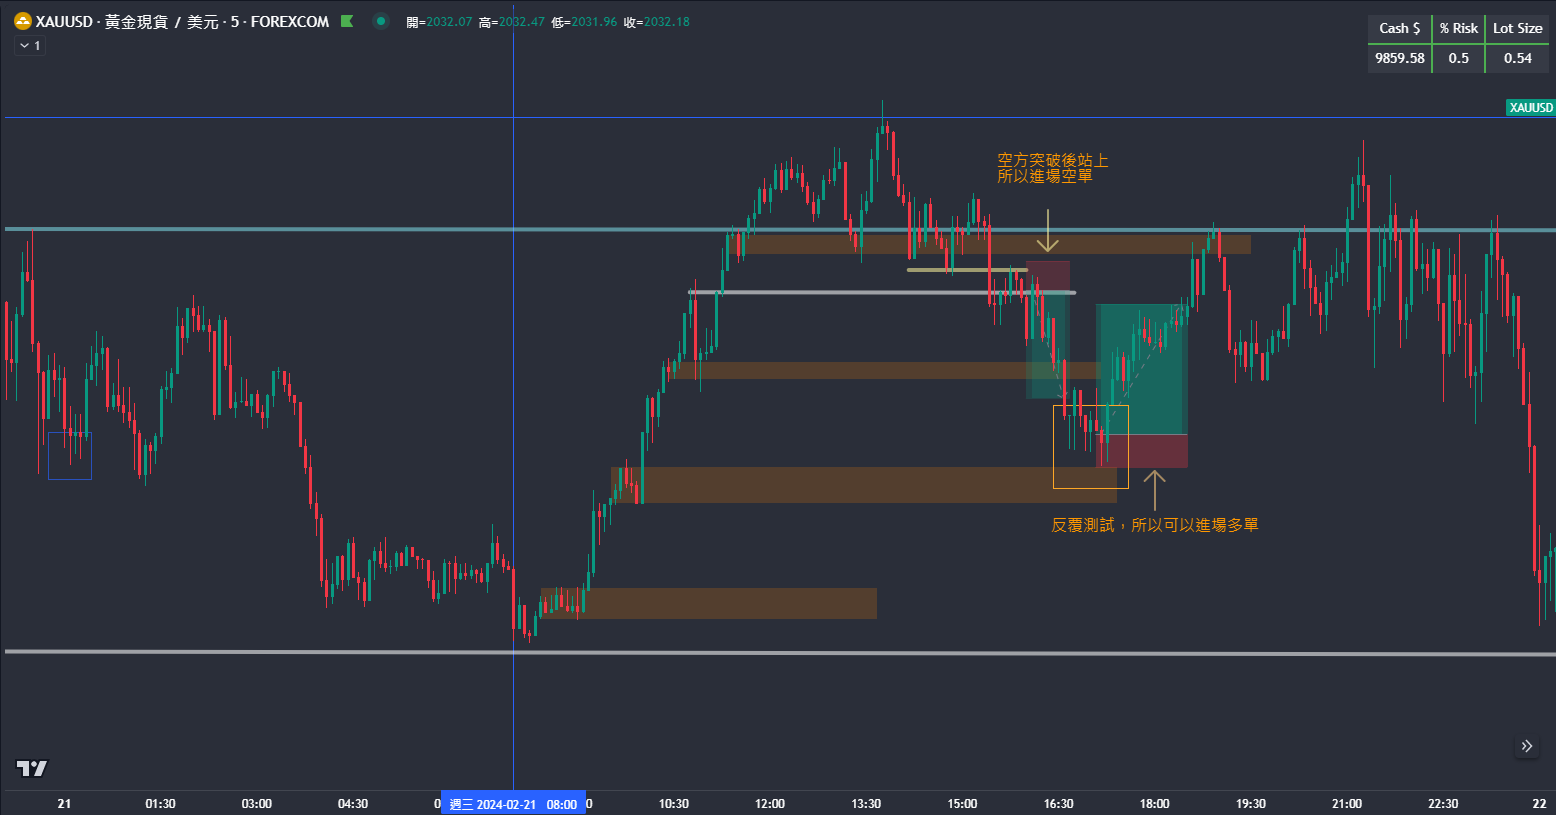 XAUUSD · 黃金現貨 / 美元 · 5 · FOREXCOM 開=2032.07 高=2032.47 低=2031.96 收=2032.18
1
Cash $ % Risk Lot Size
9859.58 0.5 0.54
XAUUSD
空方突破後站上
所以進場空單
反覆測試，所以可以進場多單
21 01:30 03:00 04:30 週三 2024-02-21 08:00 10:30 12:00 13:30 15:00 16:30 18:00 19:30 21:00 22:30 22